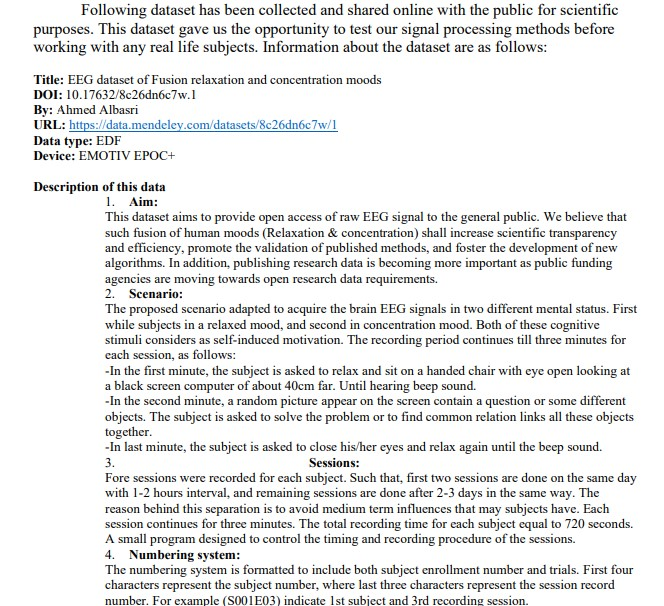 Following dataset has been collected and shared online with the public for scientific
purposes. This dataset gave us the opportunity to test our signal processing methods before
working with any real life subjects. Information about the dataset are as follows:
Title: EEG dataset of Fusion relaxation and concentration moods
DOI: 10.17632/8c26dn6c7w.1
By: Ahmed Albasri
URL: https://data.mendeley.com/datasets/8c26dn6c7w/1
Data type: EDF
Device: EMOTIV EPOC+
Description of this data
1. Aim:
This dataset aims to provide open access of raw EEG signal to the general public. We believe that
such fusion of human moods (Relaxation & concentration) shall increase scientific transparency
and efficiency, promote the validation of published methods, and foster the development of new
algorithms. In addition, publishing research data is becoming more important as public funding
agencies are moving towards open research data requirements.
2. Scenario:
The proposed scenario adapted to acquire the brain EEG signals in two different mental status. First
while subjects in a relaxed mood, and second in concentration mood. Both of these cognitive
stimuli considers as self-induced motivation. The recording period continues till three minutes for
each session, as follows:
-In the first minute, the subject is asked to relax and sit on a handed chair with eye open looking at
a black screen computer of about 40cm far. Until hearing beep sound.
-In the second minute, a random picture appear on the screen contain a question or some different
objects. The subject is asked to solve the problem or to find common relation links all these objects
together.
-In last minute, the subject is asked to close his/her eyes and relax again until the beep sound.
3. Sessions:
Fore sessions were recorded for each subject. Such that, first two sessions are done on the same day
with 1-2 hours interval, and remaining sessions are done after 2-3 days in the same way. The
reason behind this separation is to avoid medium term influences that may subjects have. Each
session continues for three minutes. The total recording time for each subject equal to 720 seconds.
A small program designed to control the timing and recording procedure of the sessions.
4. Numbering system:
The numbering system is formatted to include both subject enrollment number and trials. First four
characters represent the subject number, where last three characters represent the session record
number. For example (S001E03) indicate 1st subject and 3rd recording session.